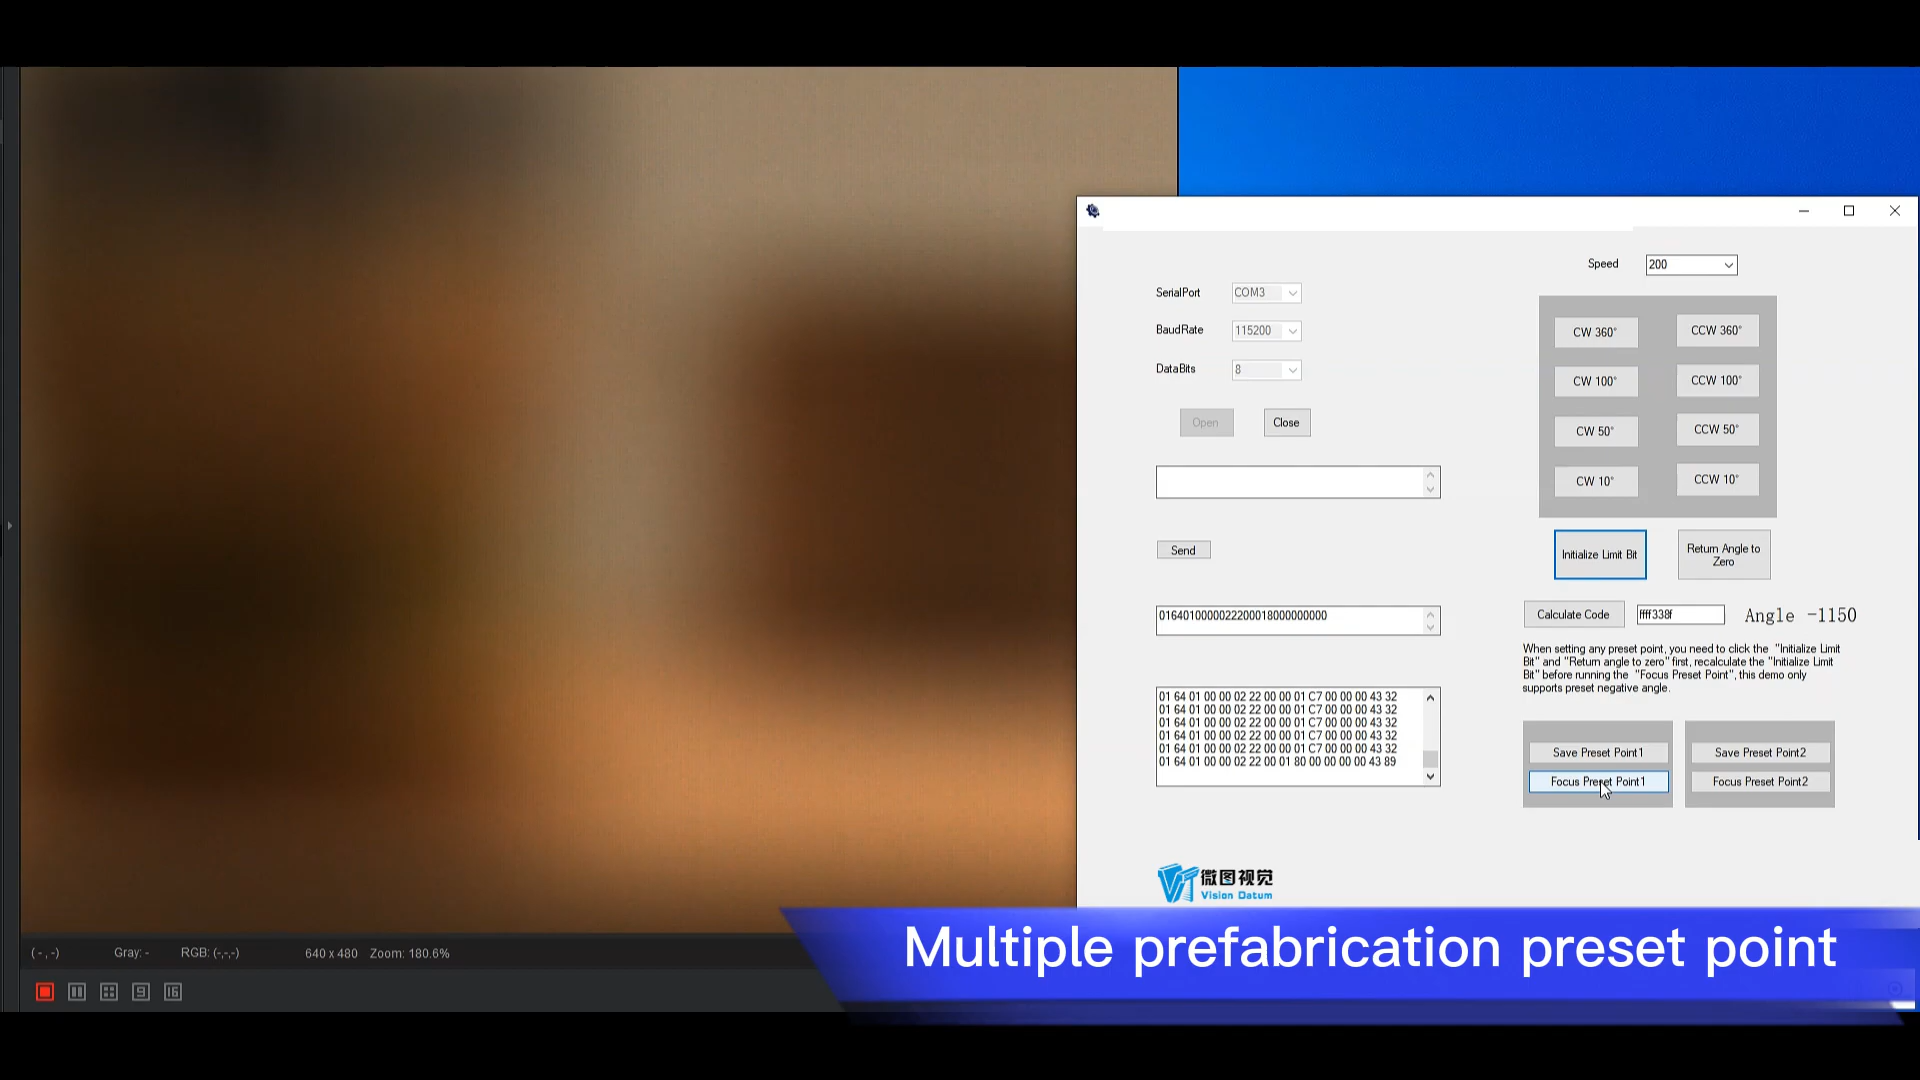 Speed 200
SerialPort COM3
BaudRate 115200
DataBits 8
Open Close
CW 360° CCW 360°
CW 100° CCW 100°
CW 50° CCW 50°
CW 10° CCW 10°
Send
Initialize Limit Bit
Return Angle to
Zero
0164010000022200018000000000
Calculate Code ffff338f Angle -1150
When setting any preset point, you need to click the "Initialize Limit
Bit" and "Return angle to zero" first, recalculate the "Initialize Limit
Bit" before running the "Focus Preset Point", this demo only
supports preset negative angle.
01 64 01 00 00 02 22 00 00 01 C7 00 00 00 43 32
01 64 01 00 00 02 22 00 00 01 C7 00 00 00 43 32
01 64 01 00 00 02 22 00 00 01 C7 00 00 00 43 32
01 64 01 00 00 02 22 00 00 01 C7 00 00 00 43 32
01 64 01 00 00 02 22 00 00 01 C7 00 00 00 43 32
01 64 01 00 00 02 22 00 01 80 00 00 00 00 43 89
Save Preset Point1 Save Preset Point2
Focus Preset Point1 Focus Preset Point2
微图视觉
Vision Datum
Multiple prefabrication preset point
( - , -) Gray: - RGB: (-,-,-) 640 x 480 Zoom: 180.6%
9 16